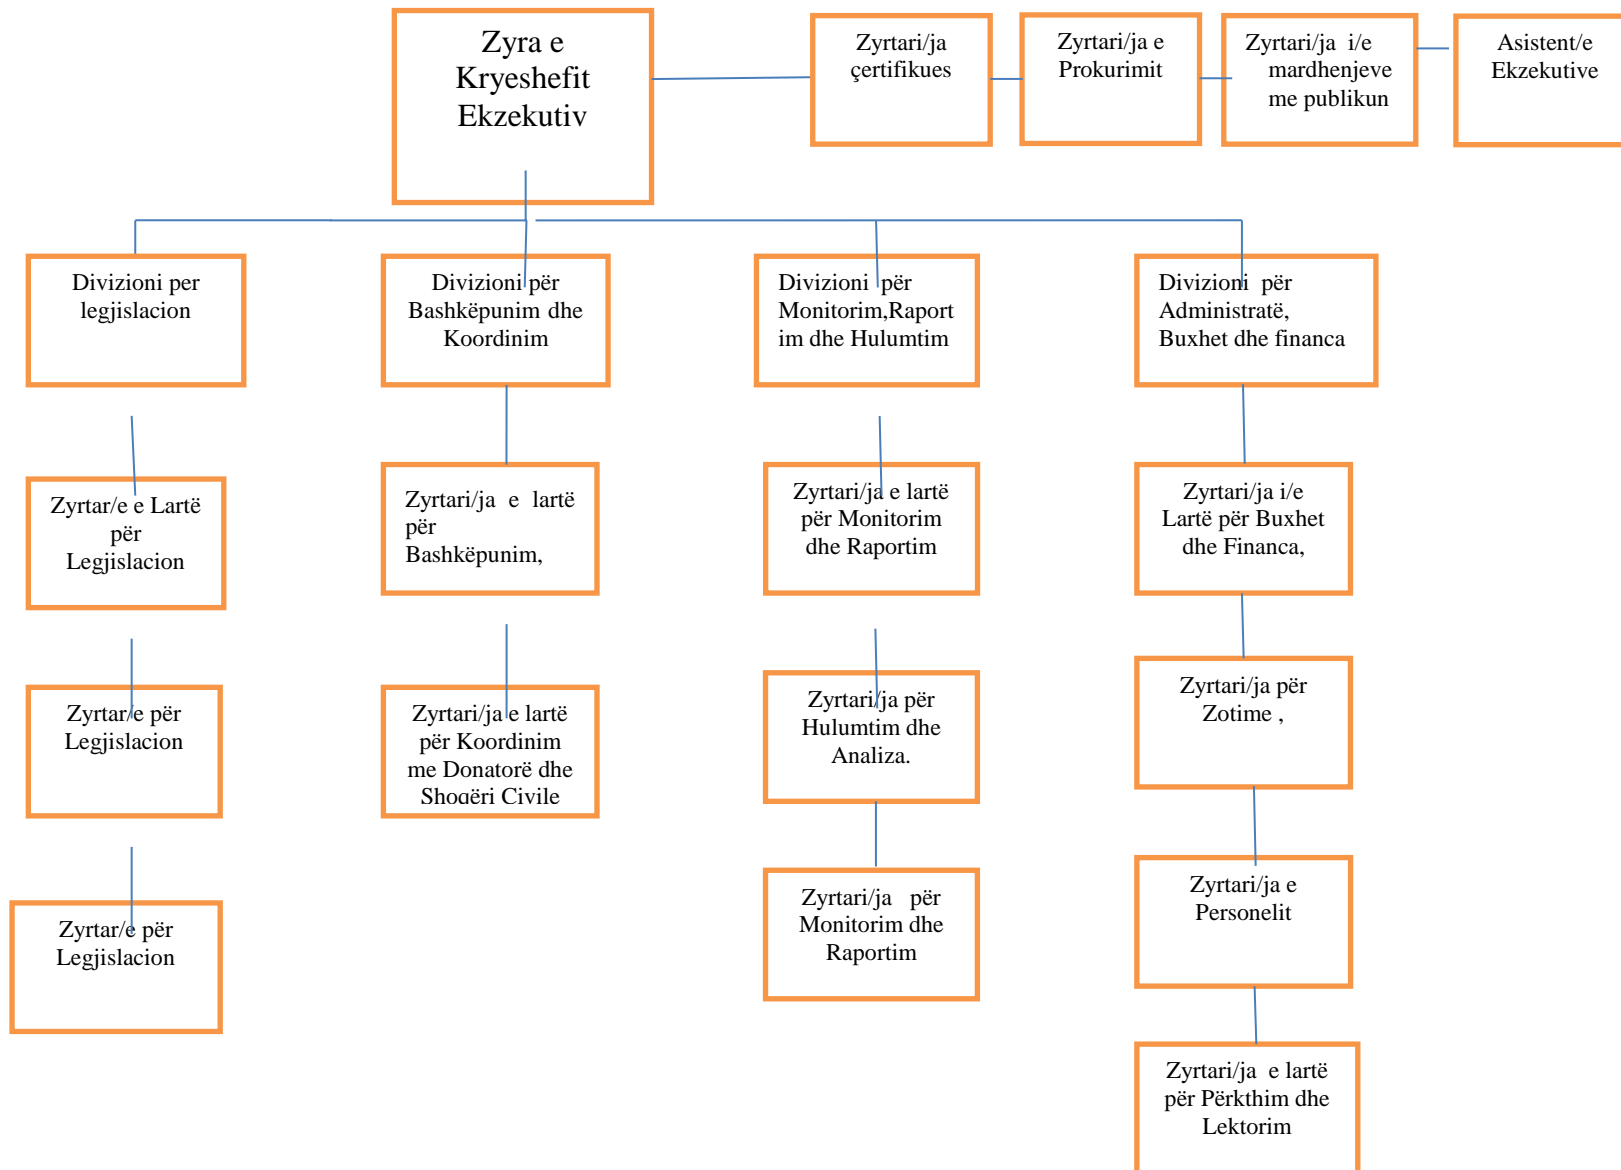 Zyra e
Kryeshefit
Ekzekutiv
Zyrtari/ja
çertifikues
Zyrtari/ja e
Prokurimit
Zyrtari/ja i/e
mardhenjeve
me publikun
Asistent/e
Ekzekutive
Divizioni per
legjislacion
Divizioni për
Bashkëpunim dhe
Koordinim
Divizioni për
Monitorim,Raport
im dhe Hulumtim
Divizioni për
Administratë,
Buxhet dhe financa
Zyrtar/e e Lartë
për
Legjislacion
Zyrtari/ja e lartë
për
Bashkëpunim,
Zyrtari/ja e lartë
për Monitorim
dhe Raportim
Zyrtari/ja i/e
Lartë për Buxhet
dhe Financa,
Zyrtar/e për
Legjislacion
Zyrtari/ja e lartë
për Koordinim
me Donatorë dhe
Shoqëri Civile
Zyrtari/ja për
Hulumtim dhe
Analiza.
Zyrtari/ja për
Zotime ,
Zyrtar/e për
Legjislacion
Zyrtari/ja për
Monitorim dhe
Raportim
Zyrtari/ja e
Personelit
Zyrtari/ja e lartë
për Përkthim dhe
Lektorim